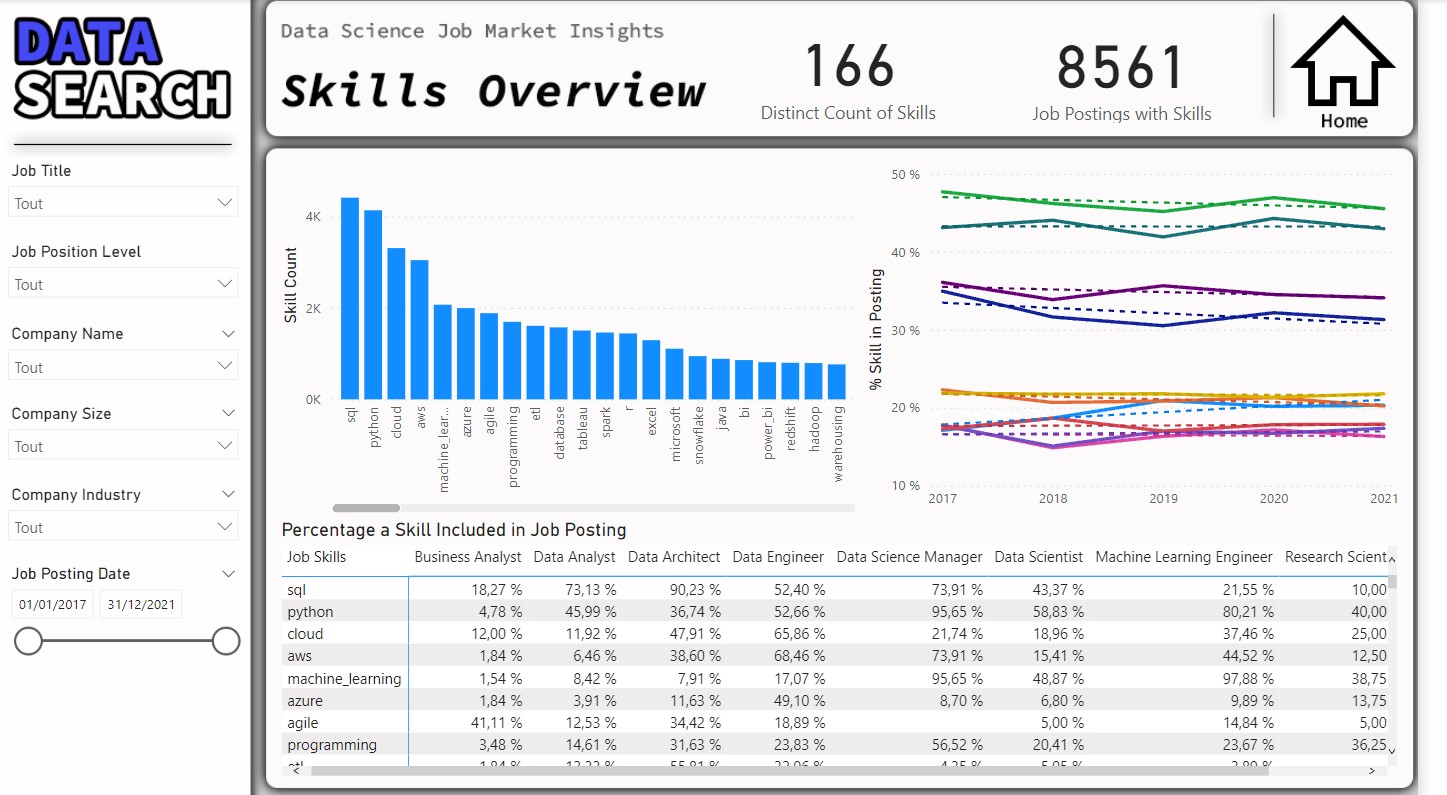 DATA
SEARCH
Job Title
Tout
Job Position Level
Tout
Company Name
Tout
Company Size
Tout
Company Industry
Tout
Job Posting Date
01/01/2017 31/12/2021
Data Science Job Market Insights
Skills Overview
166
Distinct Count of Skills
8561
Job Postings with Skills
Home
Skill Count
4K
2K
0K
sql
python
cloud
aws
machine_lear...
azure
agile
programming
etl
database
tableau
spark
r
excel
microsoft
snowflake
java
bi
power_bi
redshift
hadoop
warehousing
% Skill in Posting
50 %
40 %
30 %
20 %
10 %
2017 2018 2019 2020 2021
Percentage a Skill Included in Job Posting
Job Skills Business Analyst Data Analyst Data Architect Data Engineer Data Science Manager Data Scientist Machine Learning Engineer Research Scient
sql 18,27 % 73,13 % 90,23 % 52,40 % 73,91 % 43,37 % 21,55 % 10,00
python 4,78 % 45,99 % 36,74 % 52,66 % 95,65 % 58,83 % 80,21 % 40,00
cloud 12,00 % 11,92 % 47,91 % 65,86 % 21,74 % 18,96 % 37,46 % 25,00
aws 1,84 % 6,46 % 38,60 % 68,46 % 73,91 % 15,41 % 44,52 % 12,50
machine_learning 1,54 % 8,42 % 7,91 % 17,07 % 95,65 % 48,87 % 97,88 % 38,75
azure 1,84 % 3,91 % 11,63 % 49,10 % 8,70 % 6,80 % 9,89 % 13,75
agile 41,11 % 12,53 % 34,42 % 18,89 % 5,00 % 14,84 % 5,00
programming 3,48 % 14,61 % 31,63 % 23,83 % 56,52 % 20,41 % 23,67 % 36,25